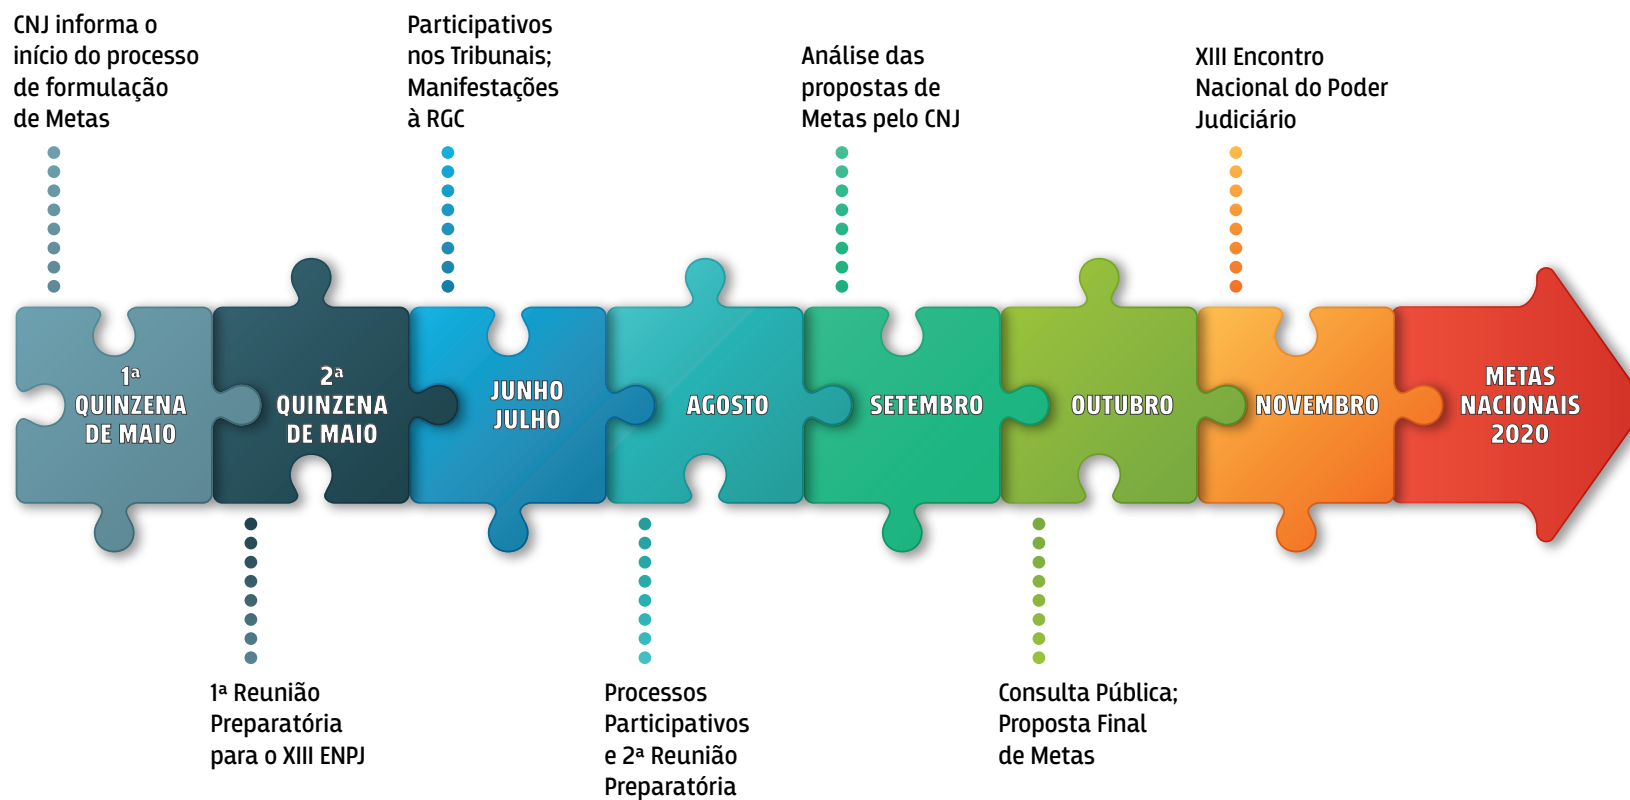 CNJ informa o
início do processo
de formulação
de Metas
Participativos
nos Tribunais;
Manifestações
à RGC
Análise das
propostas de
Metas pelo CNJ
XIII Encontro
Nacional do Poder
Judiciário
1ª
QUINZENA
DE MAIO
2ª
QUINZENA
DE MAIO
JUNHO
JULHO
AGOSTO
SETEMBRO
OUTUBRO
NOVEMBRO
METAS
NACIONAIS
2020
1ª Reunião
Preparatória
para o XIII ENPJ
Processos
Participativos
e 2ª Reunião
Preparatória
Consulta Pública;
Proposta Final
de Metas